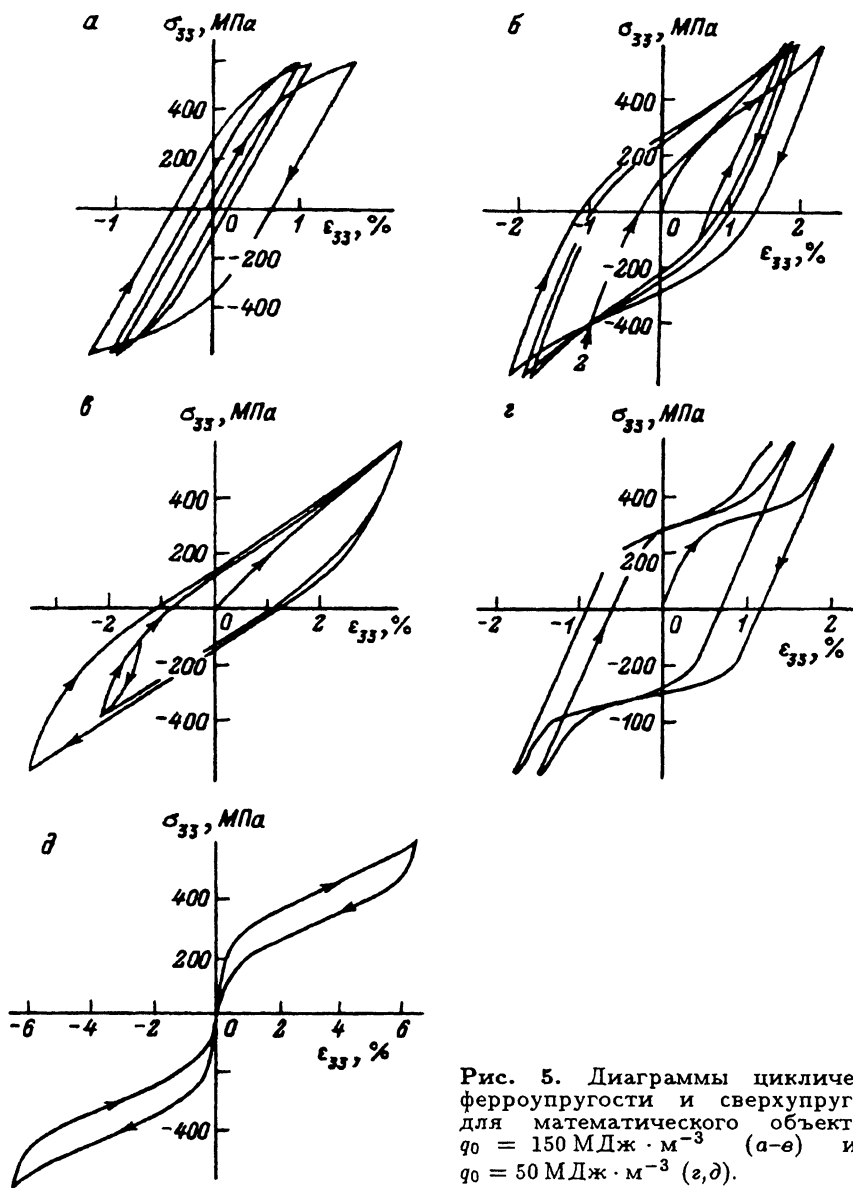 а
σ₃₃, МПа
400
200
-1
0
1
ε₃₃, %
-200
-400
б
σ₃₃, МПа
400
200
-2
-1
0
1
2
ε₃₃, %
-200
-400
2
в
σ₃₃, МПа
400
200
-2
0
2
ε₃₃, %
-200
-400
г
σ₃₃, МПа
400
200
-2
-1
0
1
2
ε₃₃, %
-200
-100
д
σ₃₃, МПа
400
200
-6
-4
-2
0
2
4
6
ε₃₃, %
-400
Рис. 5. Диаграммы цикличе
ферроупругости и сверхупруг
для математического объект
q₀ = 150 МДж · м⁻³ (а-в) и
q₀ = 50 МДж · м⁻³ (г,д).